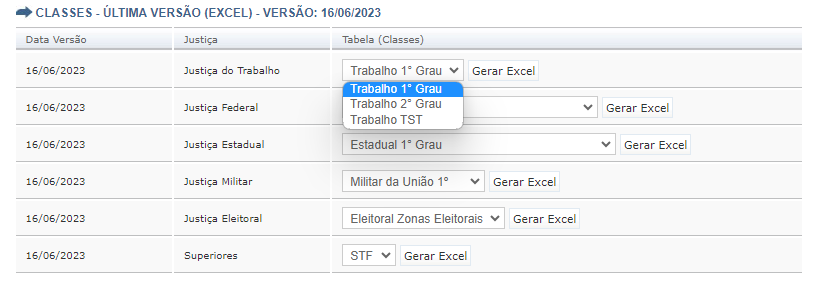 CLASSES - ÚLTIMA VERSÃO (EXCEL) - VERSÃO: 16/06/2023
Data Versão Justiça Tabela (Classes)
16/06/2023 Justiça do Trabalho Trabalho 1° Grau Gerar Excel
Trabalho 1° Grau
16/06/2023 Justiça Federal Trabalho 2° Grau Gerar Excel
Trabalho TST
16/06/2023 Justiça Estadual Estadual 1° Grau Gerar Excel
16/06/2023 Justiça Militar Militar da União 1º Gerar Excel
16/06/2023 Justiça Eleitoral Eleitoral Zonas Eleitorais Gerar Excel
16/06/2023 Superiores STF Gerar Excel